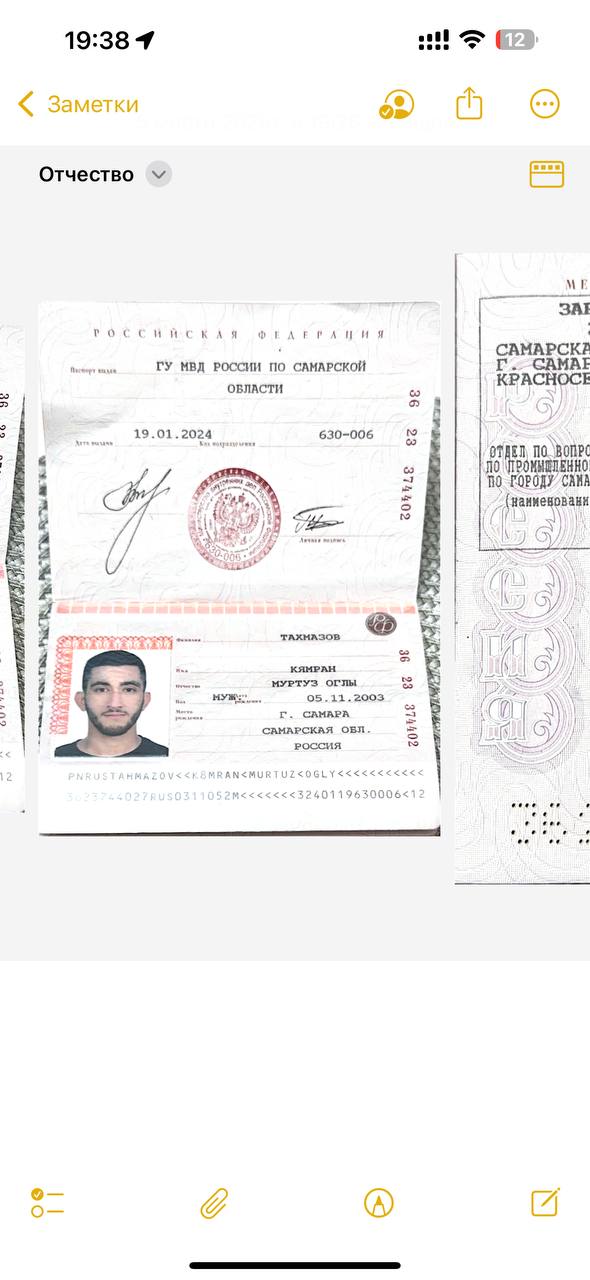 19:38
12
Заметки
Отчество
РОССИЙСКАЯ ФЕДЕРАЦИЯ
Паспорт выдан ГУ МВД РОССИИ ПО САМАРСКОЙ
ОБЛАСТИ
Дата выдачи 19.01.2024 Код подразделения 630-006
Личная подпись
36 23 374402
Фамилия ТАХМАЗОВ
Имя КЯМРАН
Отчество МУРТУЗ ОГЛЫ
Пол МУЖ. рождения 05.11.2003
Место рождения Г. САМАРА
САМАРСКАЯ ОБЛ.
РОССИЯ
36 23 374402
PNRUSTAHMAZOV<<K8MRAN<MURTUZ<OGLY<<<<<<<<<<<
3623744027RUS0311052M<<<<<<<3240119630006<12
МЕ
САМАРСКА
Г. САМАР
КРАСНОСЕ
ОТДЕЛ ПО ВОПРО
ПО ПРОМЫШЛЕННО
ПО ГОРОДУ САМА
(наименовани